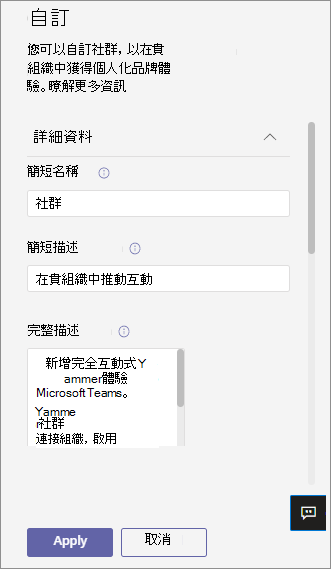 自訂
您可以自訂社群, 以在貴
組織中獲得個人化品牌體
驗。瞭解更多資訊
詳細資料
簡短名稱
社群
簡短描述
在貴組織中推動互動
完整描述
新增完全互動式 Y
ammer體驗
Microsoft Teams。
Yamme
r社群
連接組織, 啟用
Apply
取消